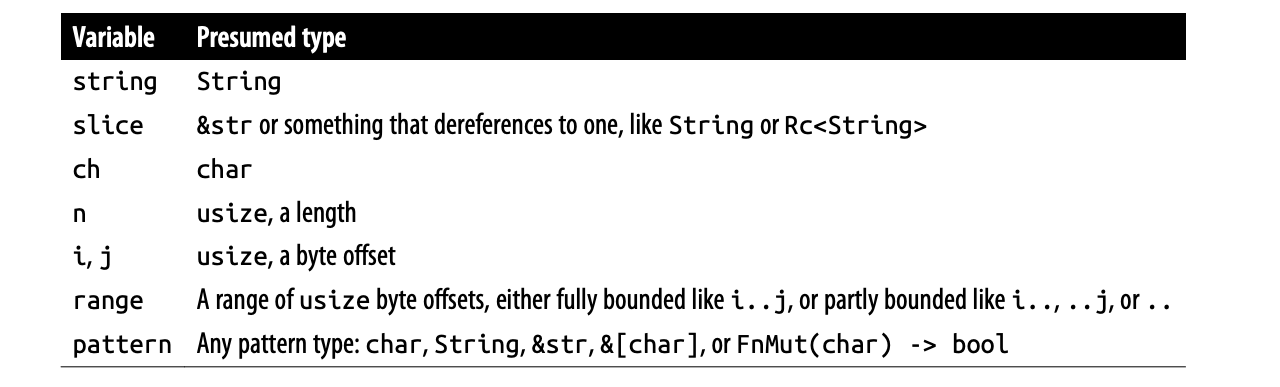 Variable Presumed type
string String
slice &str or something that dereferences to one, like String or Rc<String>
ch char
n usize, a length
i, j usize, a byte offset
range A range of usize byte offsets, either fully bounded like i..j, or partly bounded like i.., ..j, or ..
pattern Any pattern type: char, String, &str, &[char], or FnMut(char) -> bool